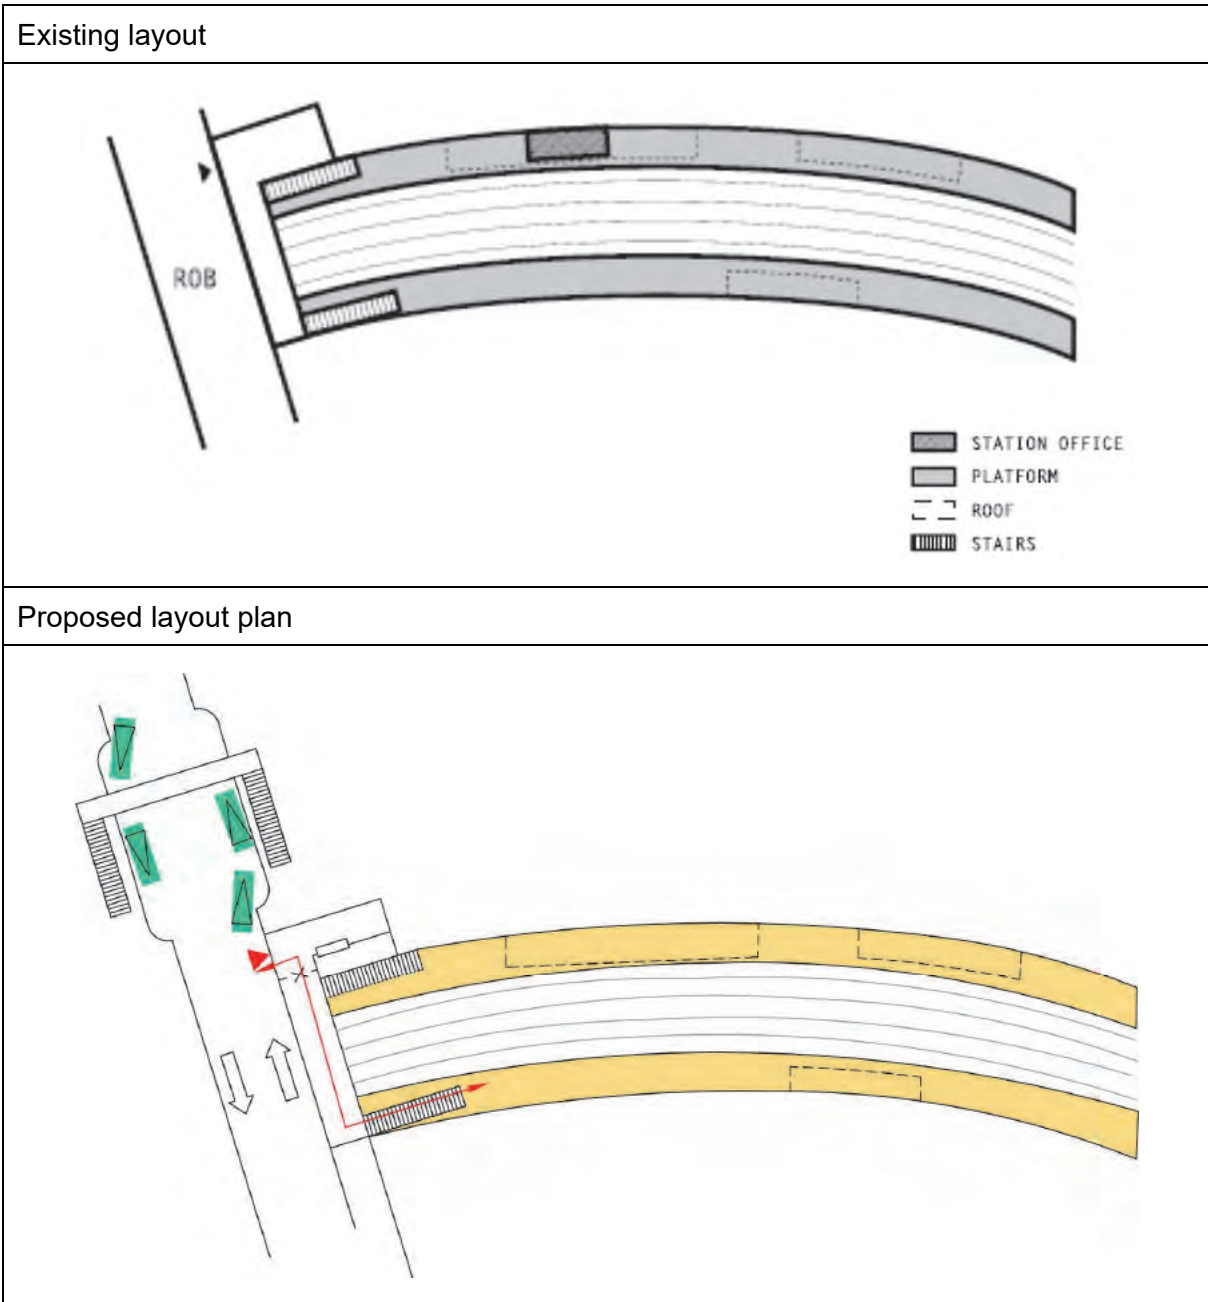 Existing layout
ROB
STATION OFFICE
PLATFORM
ROOF
STAIRS
Proposed layout plan